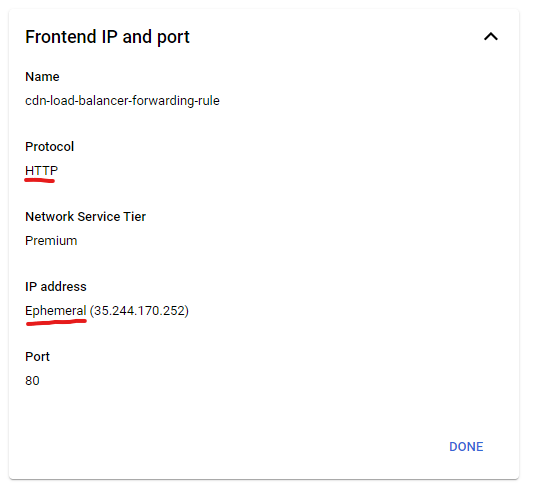 Frontend IP and port
Name
cdn-load-balancer-forwarding-rule
Protocol
HTTP
Network Service Tier
Premium
IP address
Ephemeral (35.244.170.252)
Port
80
DONE